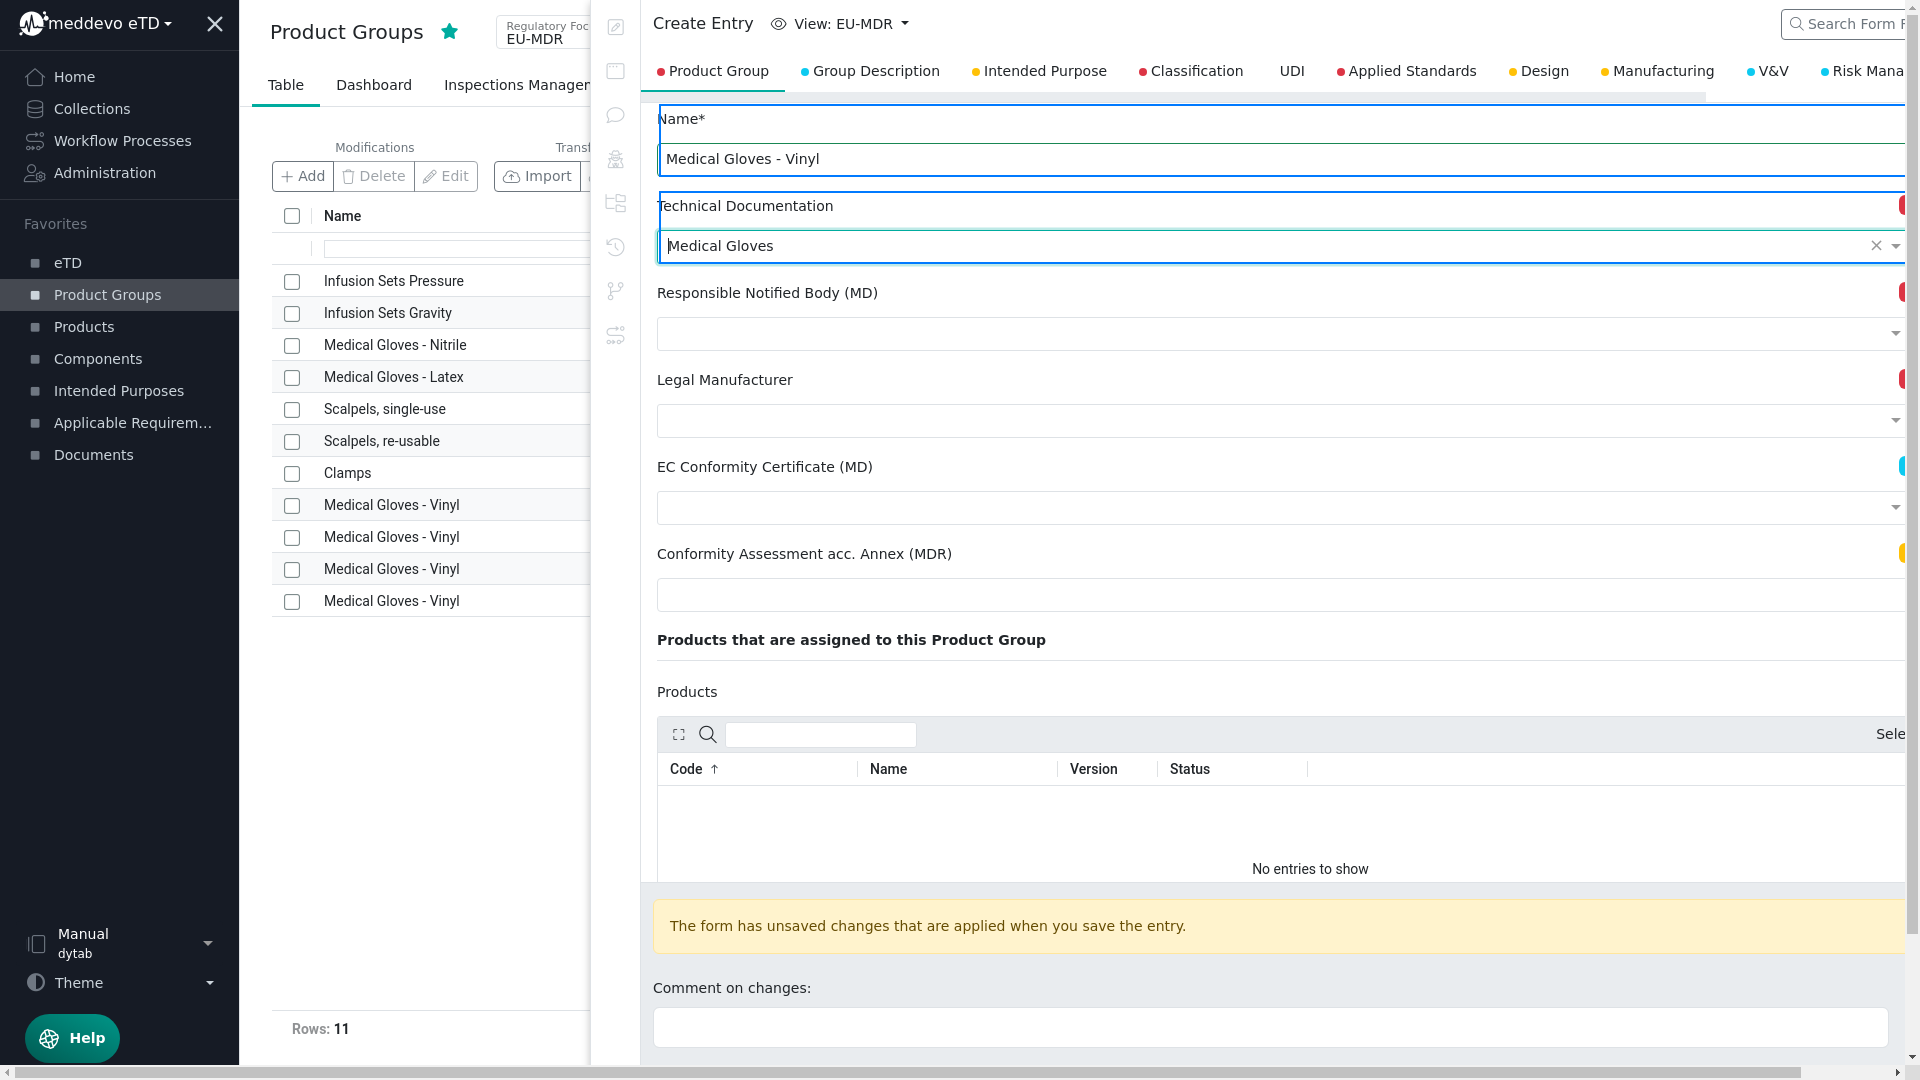 meddevo eTD
Home
Collections
Workflow Processes
Administration
Favorites
eTD
Product Groups
Products
Components
Intended Purposes
Applicable Requirem...
Documents
Manual
dytab
Theme
Help
Product Groups
Regulatory Foc
EU-MDR
Table
Dashboard
Inspections Manager
Modifications
Transf
Add
Delete
Edit
Import
Name
Infusion Sets Pressure
Infusion Sets Gravity
Medical Gloves - Nitrile
Medical Gloves - Latex
Scalpels, single-use
Scalpels, re-usable
Clamps
Medical Gloves - Vinyl
Medical Gloves - Vinyl
Medical Gloves - Vinyl
Medical Gloves - Vinyl
Rows: 11
Create Entry
View: EU-MDR
Search Form F
Product Group
Group Description
Intended Purpose
Classification
UDI
Applied Standards
Design
Manufacturing
V&V
Risk Mana
Name*
Medical Gloves - Vinyl
Technical Documentation
Medical Gloves
Responsible Notified Body (MD)
Legal Manufacturer
EC Conformity Certificate (MD)
Conformity Assessment acc. Annex (MDR)
Products that are assigned to this Product Group
Products
Sele
Code
Name
Version
Status
No entries to show
The form has unsaved changes that are applied when you save the entry.
Comment on changes: